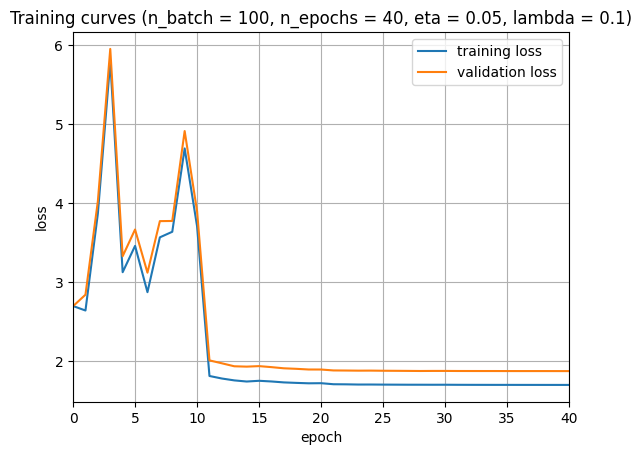 Training curves (n_batch = 100, n_epochs = 40, eta = 0.05, lambda = 0.1)
training loss
validation loss
6
5
4
3
2
loss
0 5 10 15 20 25 30 35 40
epoch